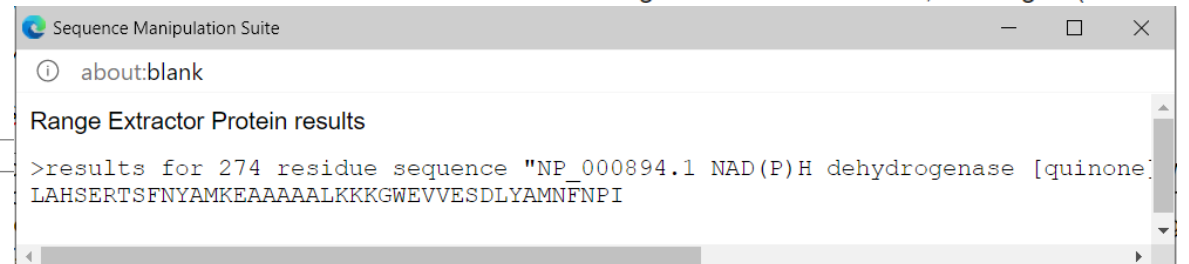 Sequence Manipulation Suite
about:blank
Range Extractor Protein results
>results for 274 residue sequence "NP_000894.1 NAD(P)H dehydrogenase [quinone]
LAHSERTSFNYAMKEAAAAALKKKGWEVVESDLYAMNFNPI